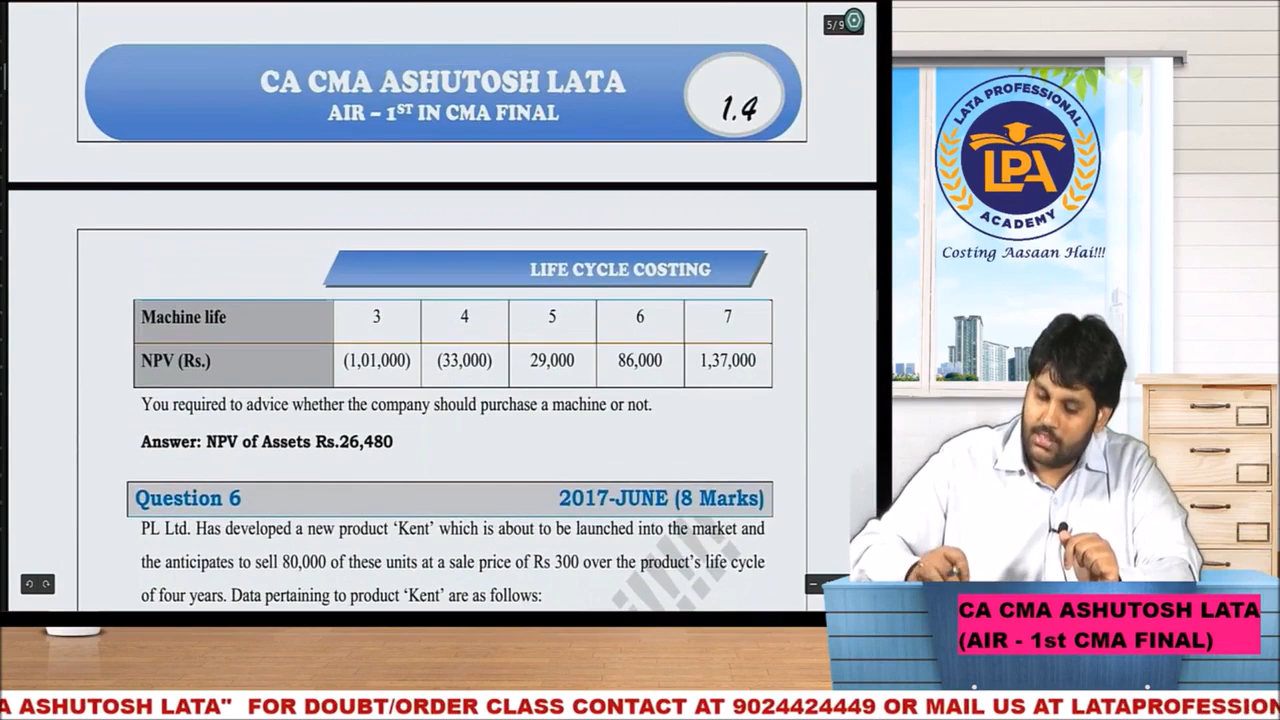 5/9
CA CMA ASHUTOSH LATA
AIR – 1ST IN CMA FINAL
1.4
LIFE CYCLE COSTING
Machine life 3 4 5 6 7
NPV (Rs.) (1,01,000) (33,000) 29,000 86,000 1,37,000
You required to advice whether the company should purchase a machine or not.
Answer: NPV of Assets Rs.26,480
Question 6 2017-JUNE (8 Marks)
PL Ltd. Has developed a new product ‘Kent’ which is about to be launched into the market and
the anticipates to sell 80,000 of these units at a sale price of Rs 300 over the product’s life cycle
of four years. Data pertaining to product ‘Kent’ are as follows:
LATA PROFESSIONAL
LPA
ACADEMY
Costing Aasaan Hai!!!
CA CMA ASHUTOSH LATA
(AIR - 1st CMA FINAL)
A ASHUTOSH LATA" FOR DOUBT/ORDER CLASS CONTACT AT 9024424449 OR MAIL US AT LATAPROFESSION